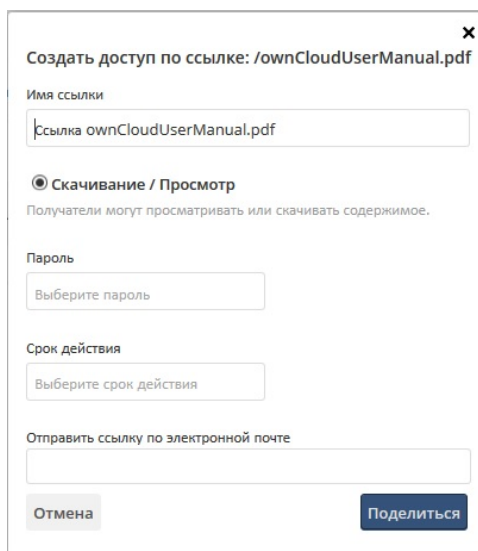 Создать доступ по ссылке: /ownCloudUserManual.pdf
Имя ссылки
Ссылка ownCloudUserManual.pdf
Скачивание / Просмотр
Получатели могут просматривать или скачивать содержимое.
Пароль
Выберите пароль
Срок действия
Выберите срок действия
Отправить ссылку по электронной почте
Отмена Поделиться